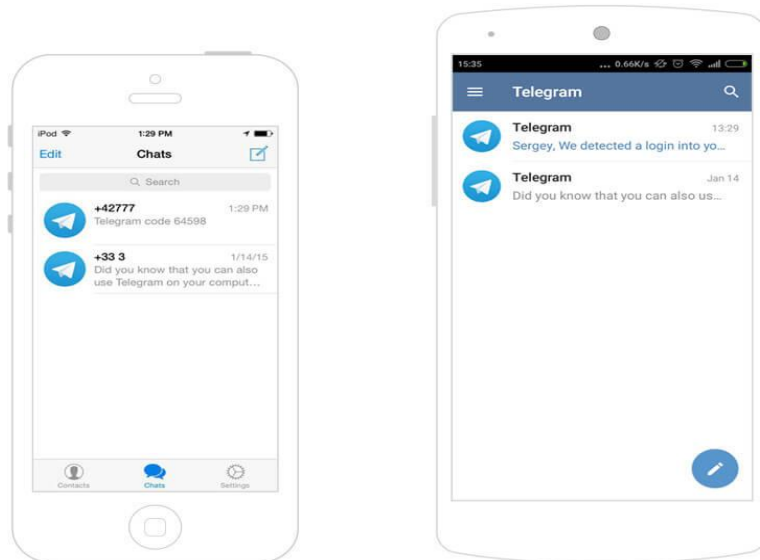 iPod 1:29 PM
Edit Chats
Search
+42777 1:29 PM
Telegram code 64598
+33 3 1/14/15
Did you know that you can also
use Telegram on your comput...
Contacts Chats Settings
15:35 ... 0.66K/s
Telegram
Telegram 13:29
Sergey, We detected a login into yo...
Telegram Jan 14
Did you know that you can also us...